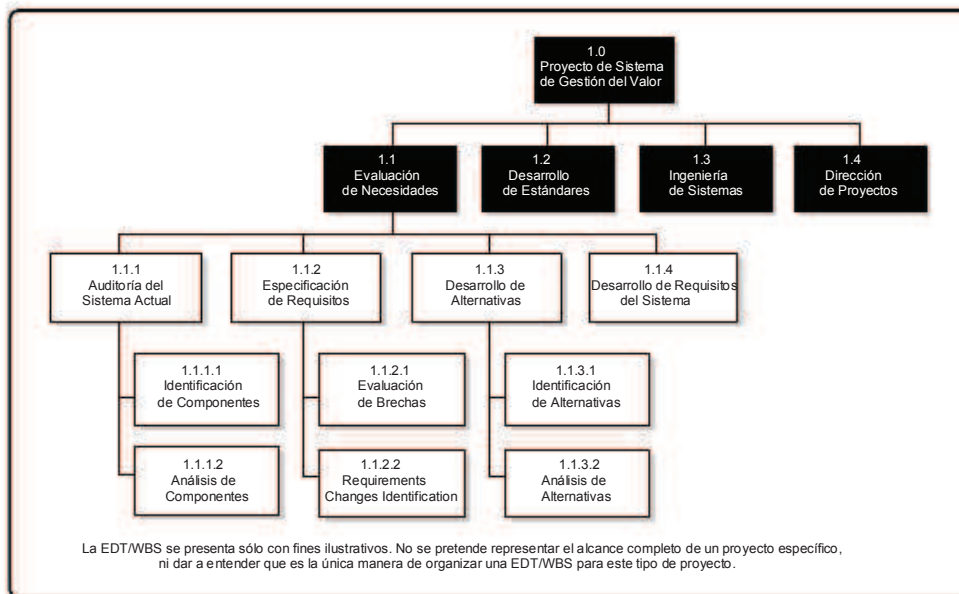 1.0
Proyecto de Sistema
de Gestión del Valor
1.1
Evaluación
de Necesidades
1.2
Desarrollo
de Estándares
1.3
Ingeniería
de Sistemas
1.4
Dirección
de Proyectos
1.1.1
Auditoría del
Sistema Actual
1.1.2
Especificación
de Requisitos
1.1.3
Desarrollo de
Alternativas
1.1.4
Desarrollo de Requisitos
del Sistema
1.1.1.1
Identificación
de Componentes
1.1.2.1
Evaluación
de Brechas
1.1.3.1
Identificación
de Alternativas
1.1.1.2
Análisis de
Componentes
1.1.2.2
Requirements
Changes Identification
1.1.3.2
Análisis de
Alternativas
La EDT/WBS se presenta sólo con fines ilustrativos. No se pretende representar el alcance completo de un proyecto específico,
ni dar a entender que es la única manera de organizar una EDT/WBS para este tipo de proyecto.